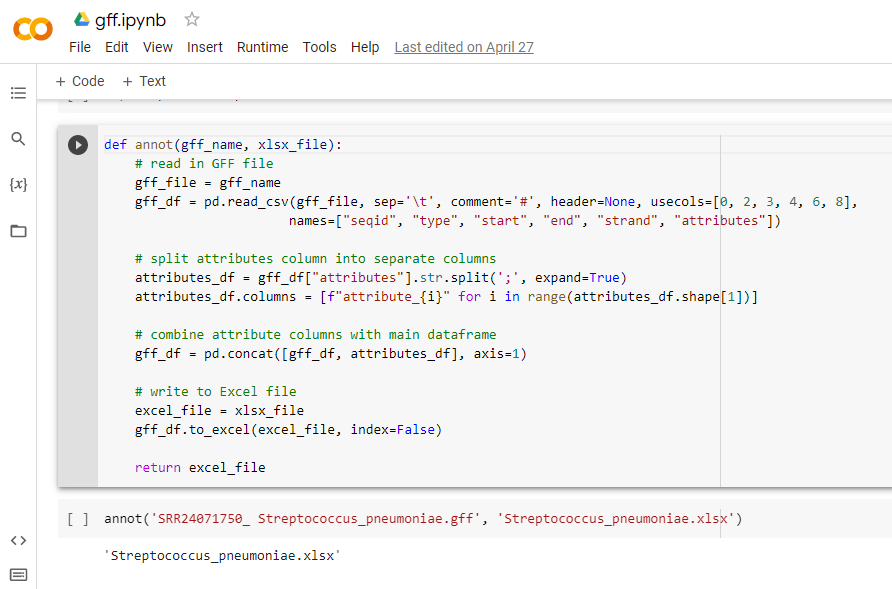 gff.ipynb
File Edit View Insert Runtime Tools Help Last edited on April 27
+ Code + Text
def annot(gff_name, xlsx_file):
# read in GFF file
gff_file = gff_name
gff_df = pd.read_csv(gff_file, sep='\t', comment='#', header=None, usecols=[0, 2, 3, 4, 6, 8],
names=["seqid", "type", "start", "end", "strand", "attributes"])
# split attributes column into separate columns
attributes_df = gff_df["attributes"].str.split(';', expand=True)
attributes_df.columns = [f"attribute_{i}" for i in range(attributes_df.shape[1])]
# combine attribute columns with main dataframe
gff_df = pd.concat([gff_df, attributes_df], axis=1)
# write to Excel file
excel_file = xlsx_file
gff_df.to_excel(excel_file, index=False)
return excel_file
[ ] annot('SRR24071750_ Streptococcus_pneumoniae.gff', 'Streptococcus_pneumoniae.xlsx')
'Streptococcus_pneumoniae.xlsx'